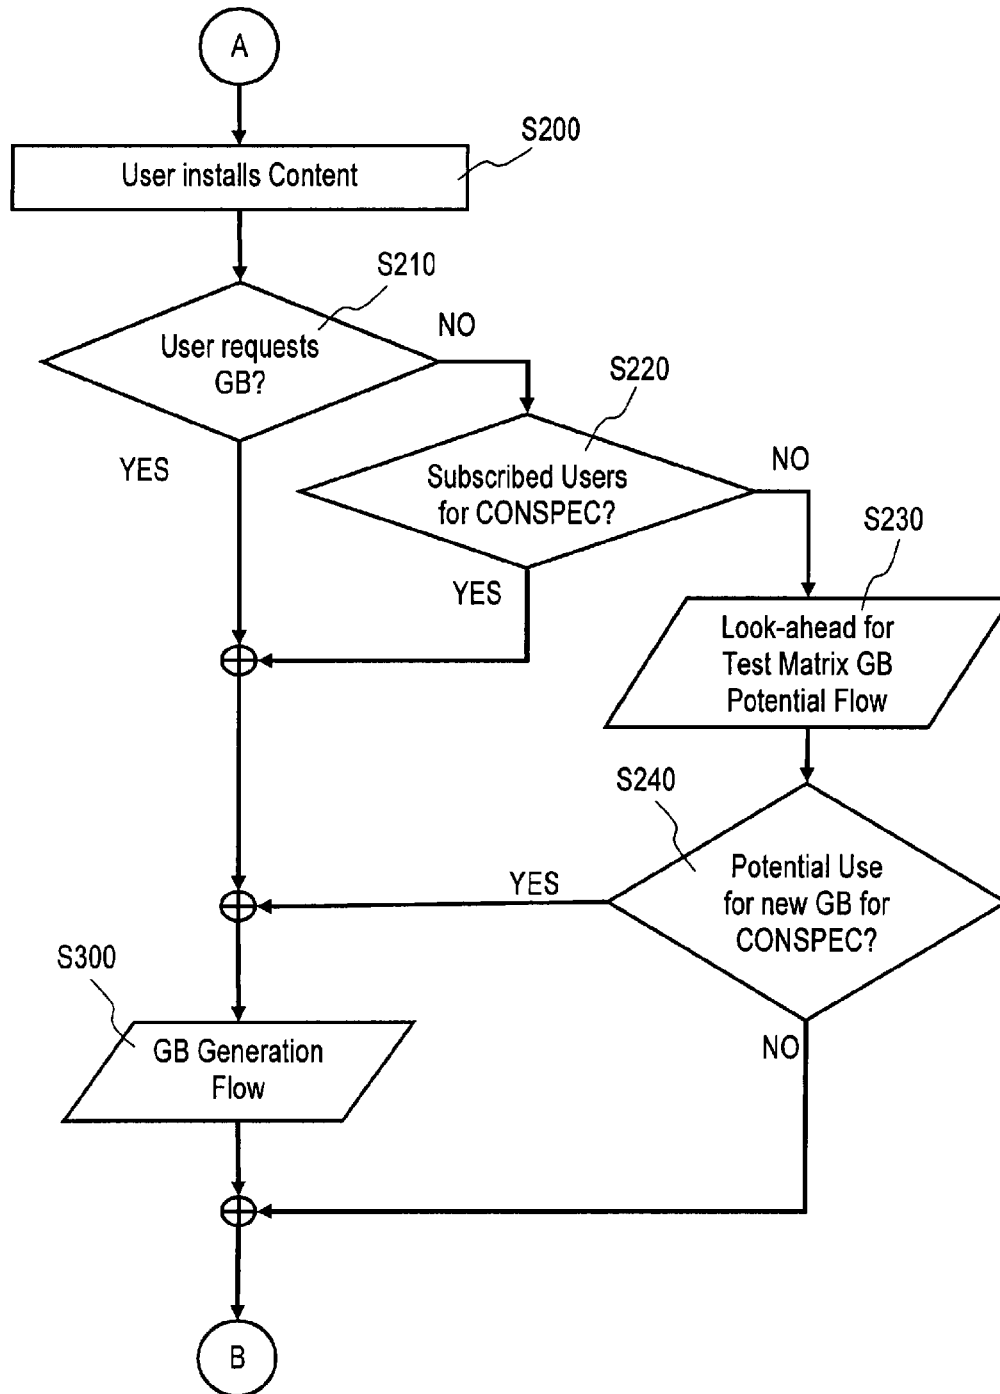 A
S200
User installs Content
S210
User requests
GB?
NO
YES
S220
Subscribed Users
for CONSPEC?
NO
YES
S230
Look-ahead for
Test Matrix GB
Potential Flow
S240
Potential Use
for new GB for
CONSPEC?
YES
NO
S300
GB Generation
Flow
B